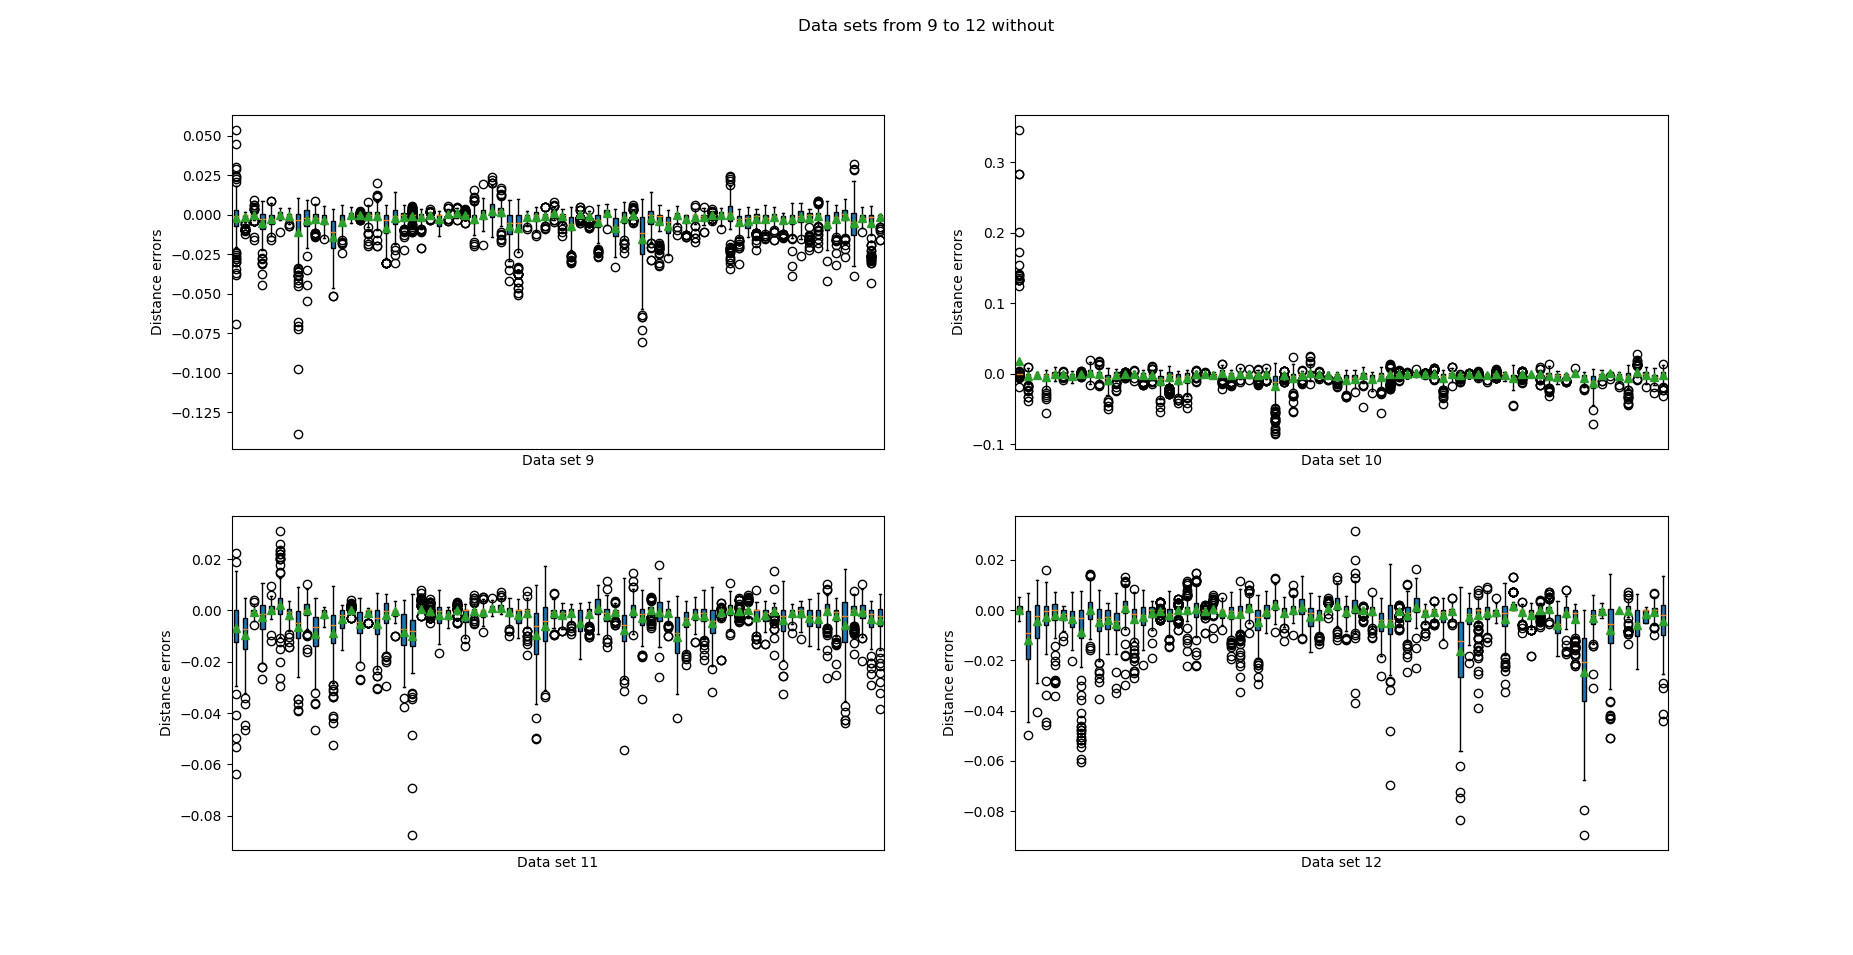 Data sets from 9 to 12 without
0.050
0.025
0.000
−0.025
−0.050
−0.075
−0.100
−0.125
Distance errors
Data set 9
0.3
0.2
0.1
0.0
−0.1
Distance errors
Data set 10
0.02
0.00
−0.02
−0.04
−0.06
−0.08
Distance errors
Data set 11
0.02
0.00
−0.02
−0.04
−0.06
−0.08
Distance errors
Data set 12